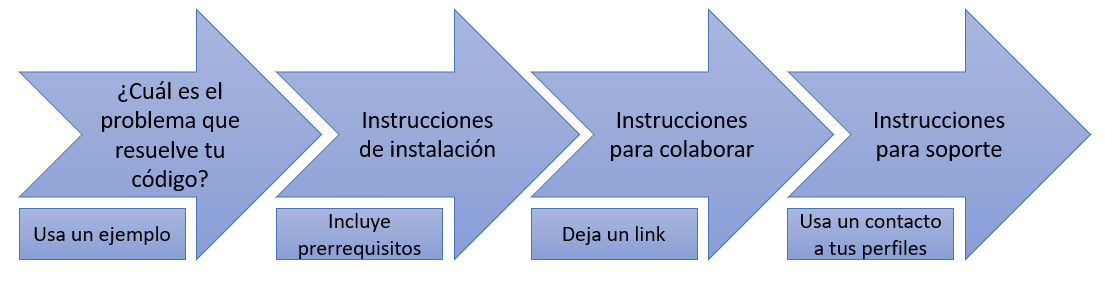 ¿Cuál es el
problema que
resuelve tu
código?
Usa un ejemplo
Instrucciones
de instalación
Incluye
prerrequisitos
Instrucciones
para colaborar
Deja un link
Instrucciones
para soporte
Usa un contacto
a tus perfiles